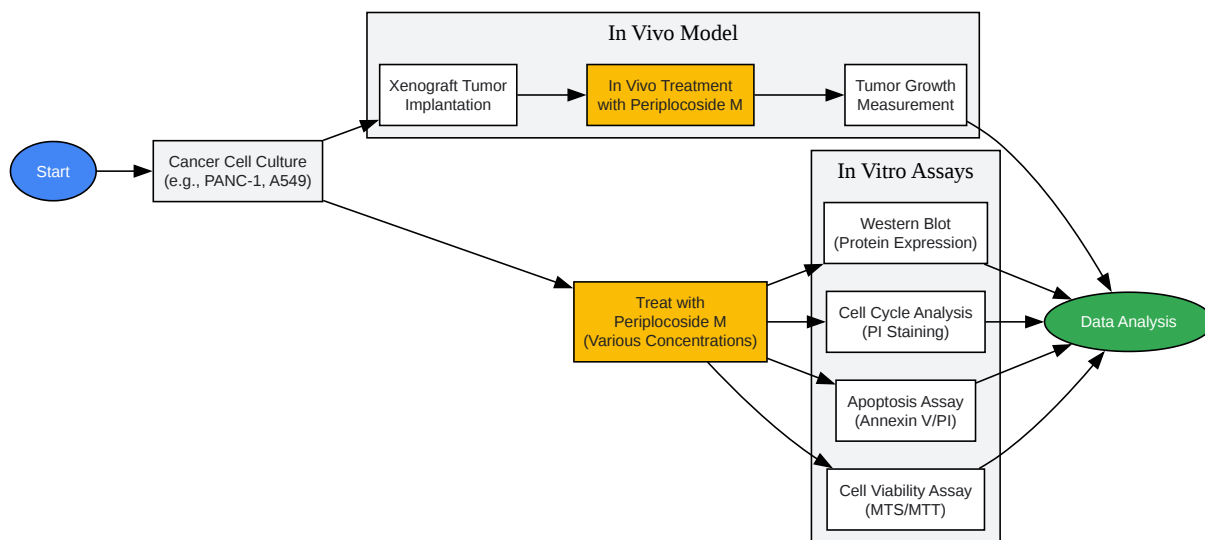 In Vivo Model
Xenograft Tumor
Implantation
In Vivo Treatment
with Periplocoside M
Tumor Growth
Measurement
Start
Cancer Cell Culture
(e.g., PANC-1, A549)
In Vitro Assays
Western Blot
(Protein Expression)
Treat with
Periplocoside M
(Various Concentrations)
Cell Cycle Analysis
(PI Staining)
Data Analysis
Apoptosis Assay
(Annexin V/PI)
Cell Viability Assay
(MTS/MTT)